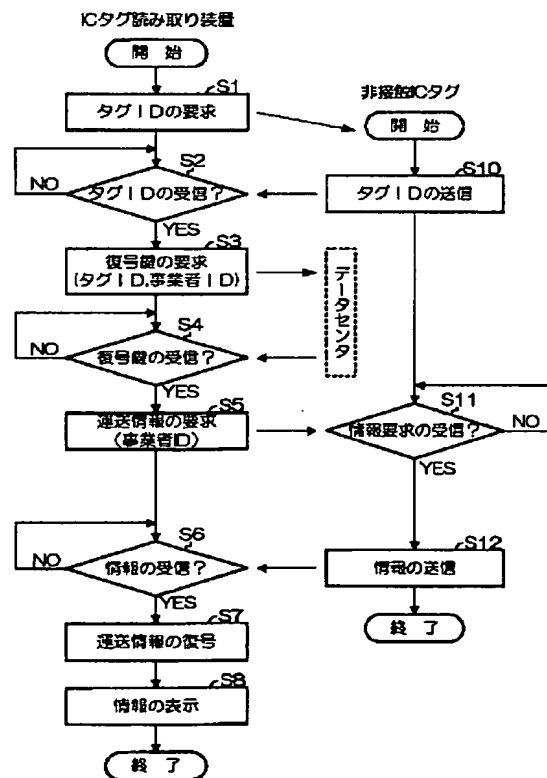 ICタグ読み取り装置
開 始
S1
タグIDの要求
S2
タグIDの受信?
NO
YES
S3
復号鍵の要求
(タグID,事業者ID)
S4
復号鍵の受信?
NO
YES
S5
運送情報の要求
(事業者ID)
S6
情報の受信?
NO
YES
S7
運送情報の復号
S8
情報の表示
終 了
非接触ICタグ
開 始
S10
タグIDの送信
データセンタ
S11
情報要求の受信?
NO
YES
S12
情報の送信
終 了